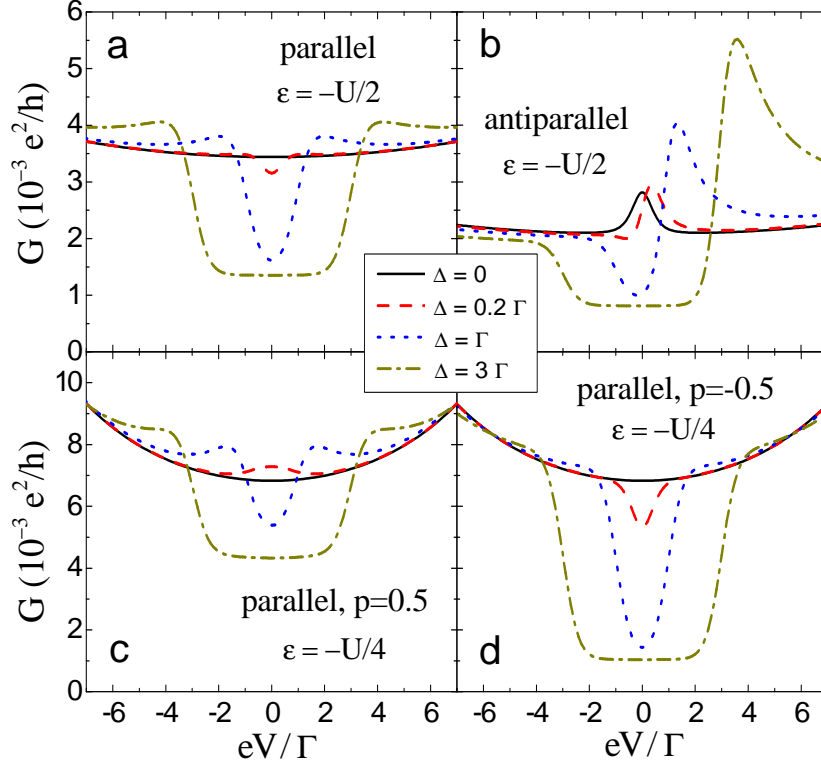 a
parallel
ε = –U/2
b
antiparallel
ε = –U/2
G (10⁻³ e²/h)
6
5
4
3
2
1
0
Δ = 0
Δ = 0.2 Γ
Δ = Γ
Δ = 3 Γ
G (10⁻³ e²/h)
10
8
6
4
2
0
parallel, p=0.5
ε = –U/4
c
parallel, p=-0.5
ε = –U/4
d
-6 -4 -2 0 2 4 6
-6 -4 -2 0 2 4 6
eV/Γ
eV/Γ